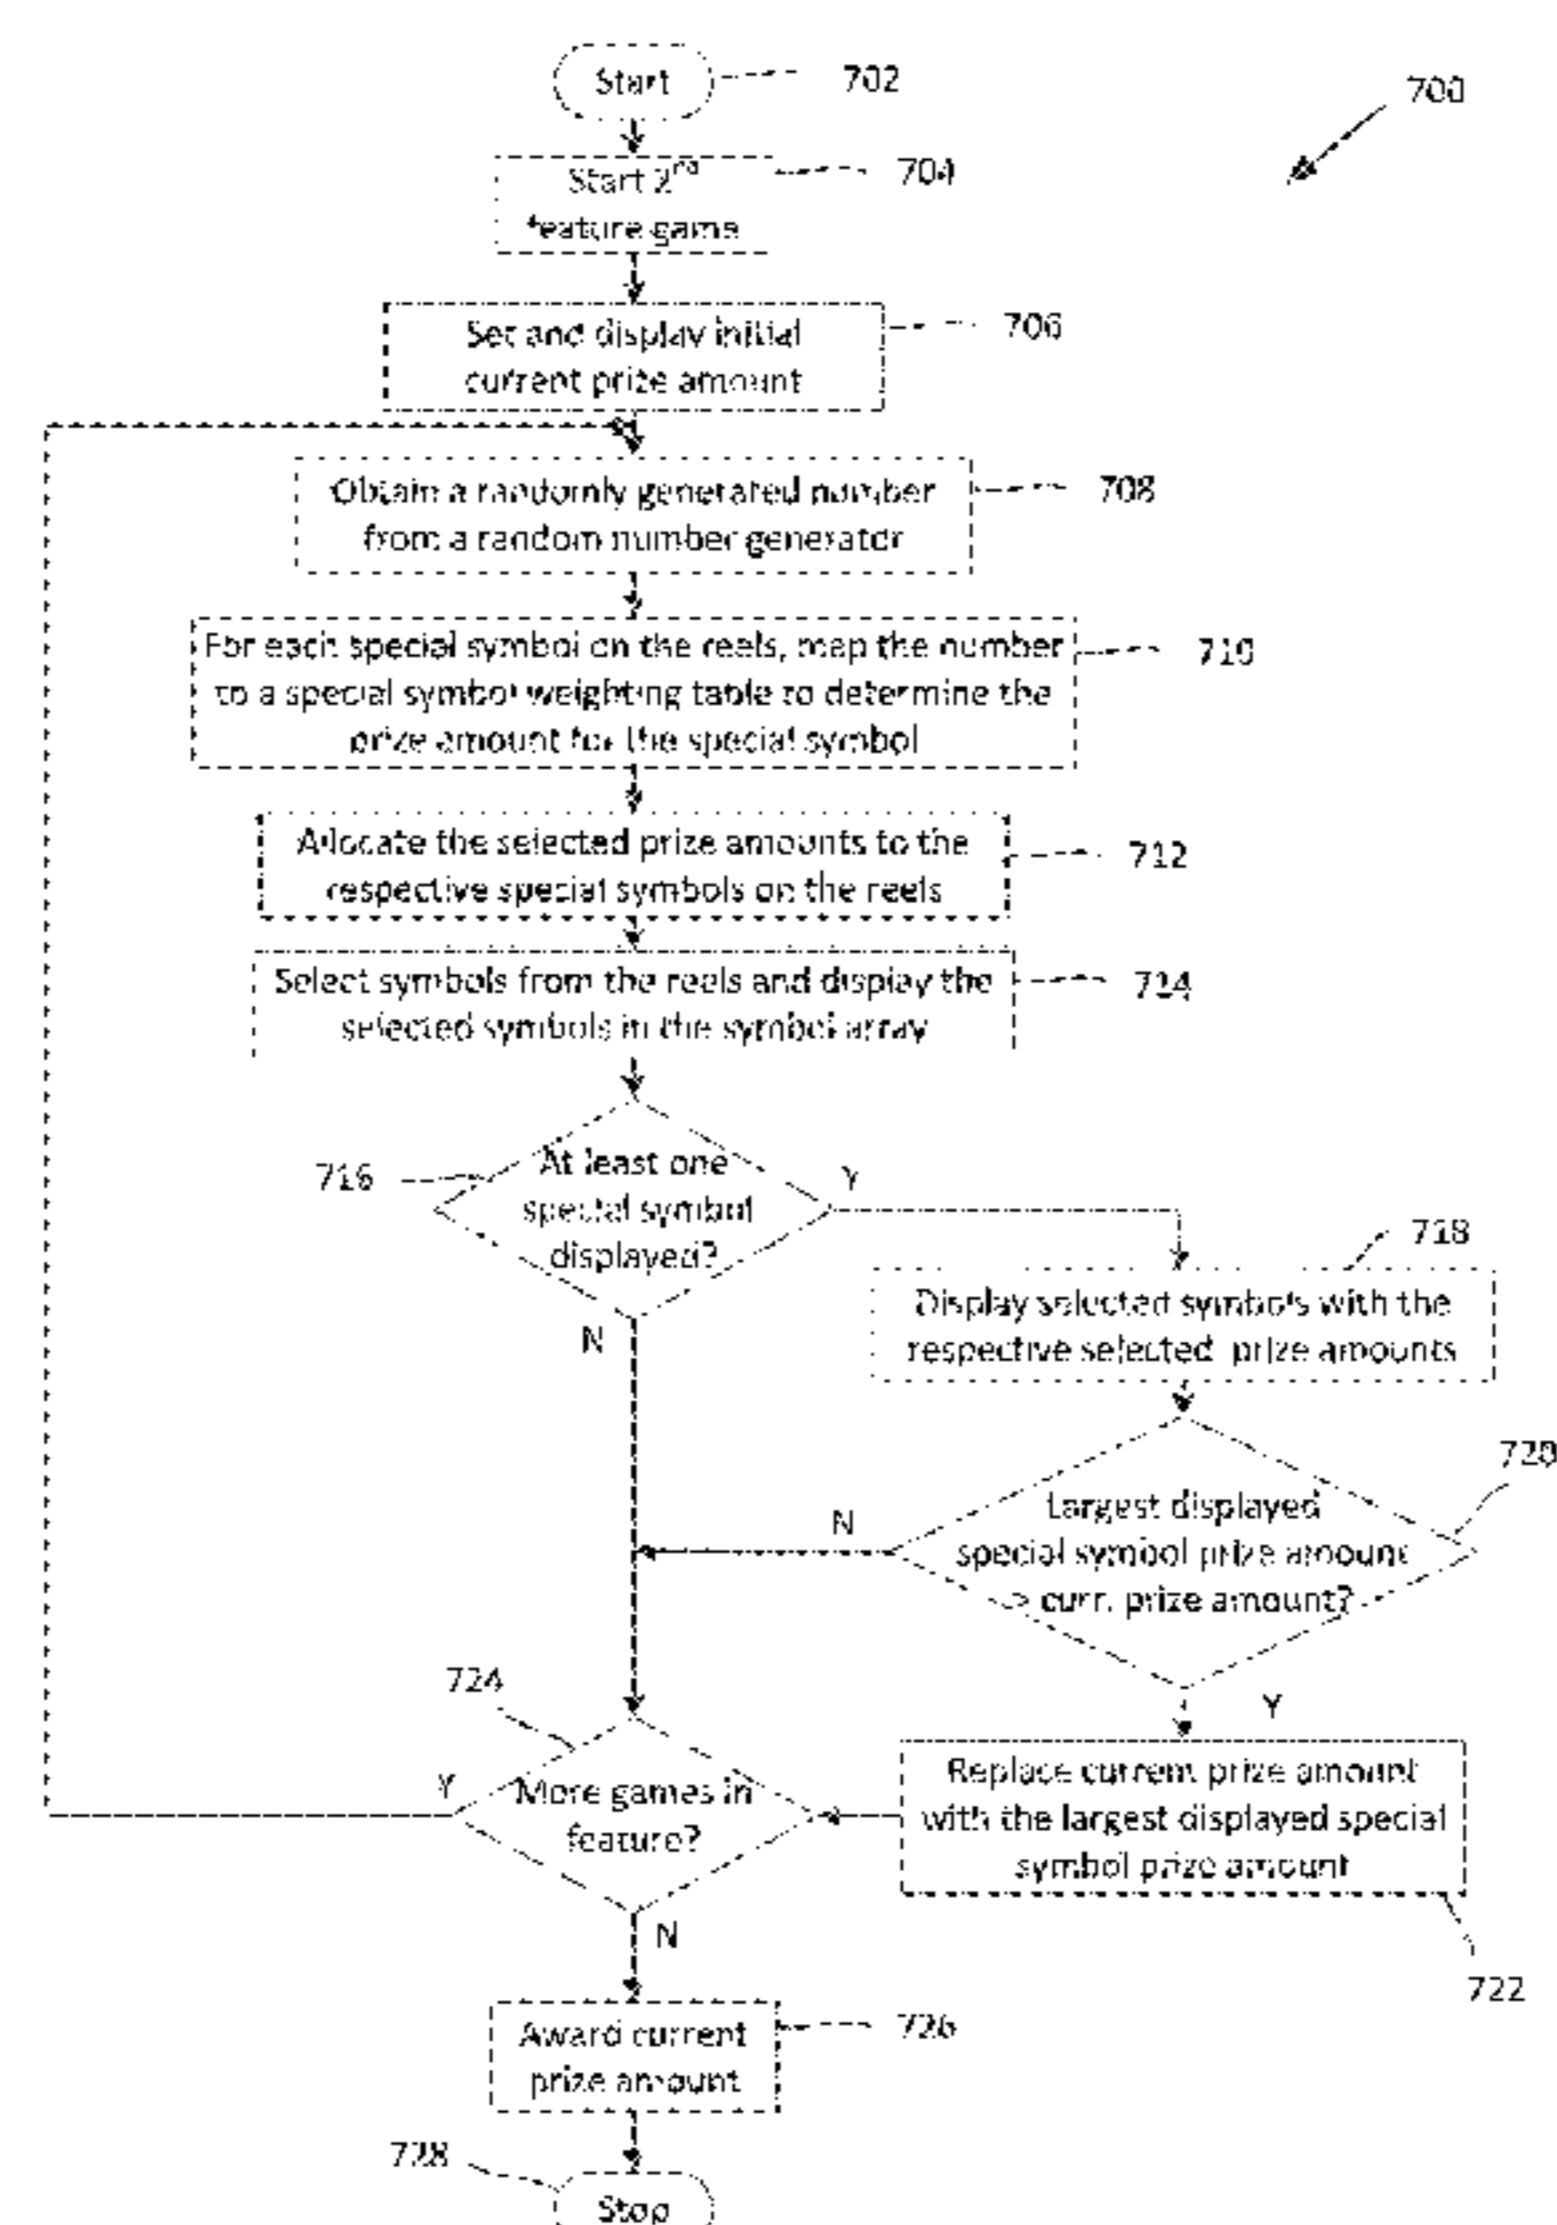 Start
702
700
Start 2nd
feature game
704
Set and display initial
current prize amount
706
Obtain a randomly generated number
from a random number generator
708
For each special symbol on the reels, map the number
to a special symbol weighting table to determine the
prize amount for the special symbol
710
Allocate the selected prize amounts to the
respective special symbols on the reels
712
Select symbols from the reels and display the
selected symbols in the symbol array
714
716
At least one
special symbol
displayed?
Y
N
718
Display selected symbols with the
respective selected prize amounts
720
Largest displayed
special symbol prize amount
> curr. prize amount?
N
Y
724
More games in
feature?
Y
N
Replace current prize amount
with the largest displayed special
symbol prize amount
722
Award current
prize amount
726
728
Stop